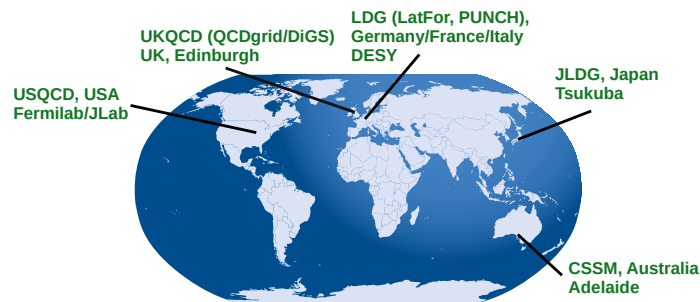 LDG (LatFor, PUNCH),
Germany/France/Italy
DESY
UKQCD (QCDgrid/DiGS)
UK, Edinburgh
JLDG, Japan
Tsukuba
USQCD, USA
Fermilab/JLab
CSSM, Australia
Adelaide